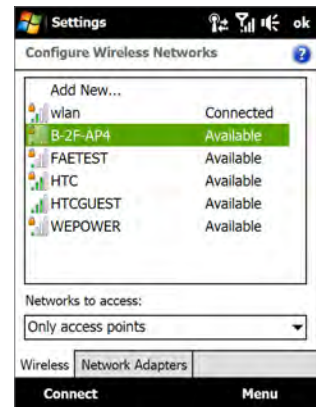 Settings ok
Configure Wireless Networks ?
Add New...
wlan Connected
B-2F-AP4 Available
FAETEST Available
HTC Available
HTCGUEST Available
WEPOWER Available
Networks to access:
Only access points
Wireless Network Adapters
Connect Menu